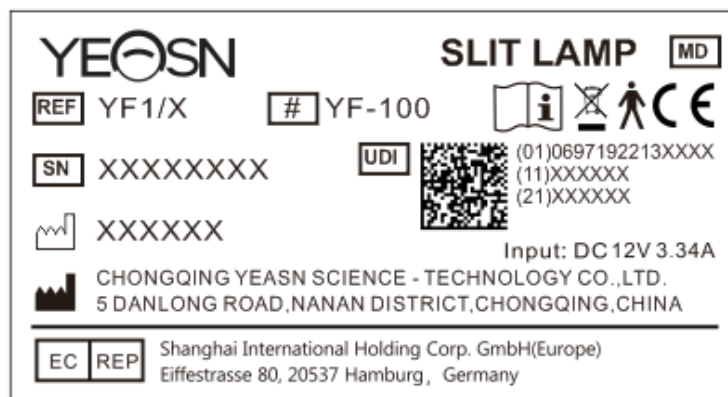 YEASN SLIT LAMP MD
REF YF1/X # YF-100 i CE
SN XXXXXXXX UDI (01)0697192213XXXX
(11)XXXXXX
(21)XXXXXX
XXXXXX
Input: DC12V 3.34A
CHONGQING YEASN SCIENCE - TECHNOLOGY CO.,LTD.
5 DANLONG ROAD,NANAN DISTRICT,CHONGQING,CHINA
EC REP Shanghai International Holding Corp. GmbH(Europe)
Eiffestrasse 80, 20537 Hamburg, Germany